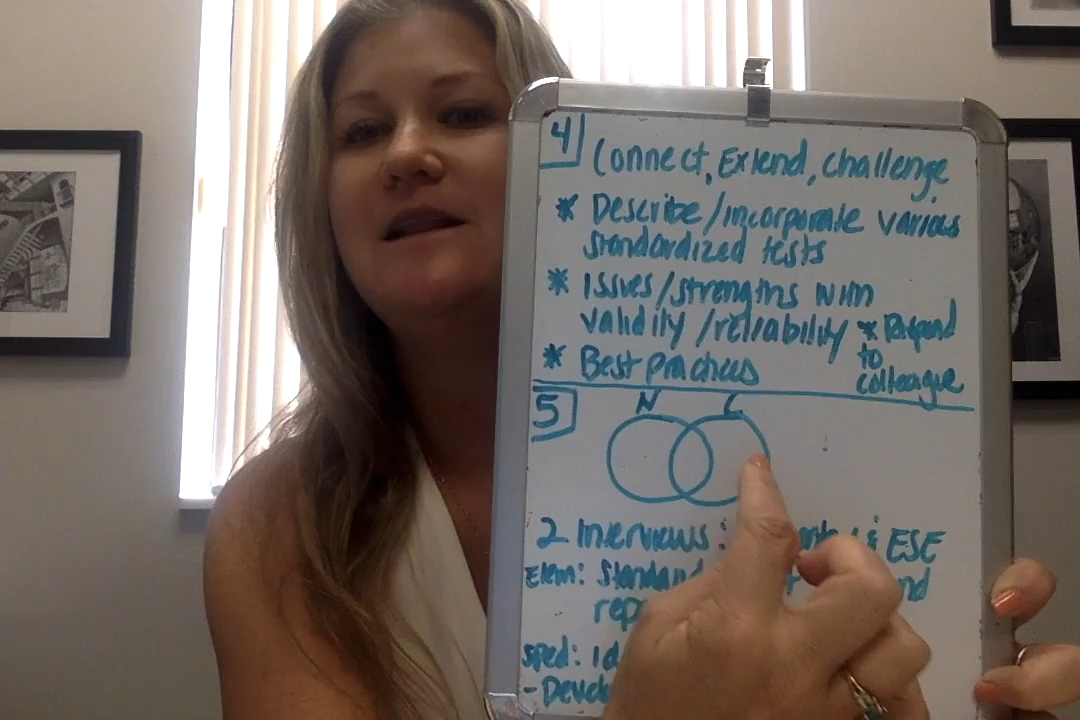 4
Connect, Extend, Challenge
* Describe/incorporate various
standardized tests
* Issues/strengths with
validity/reliability * Respond
to
colleague
* Best Practices
5
N C
2 Interviews: ESE
Elem:
Sped:
-